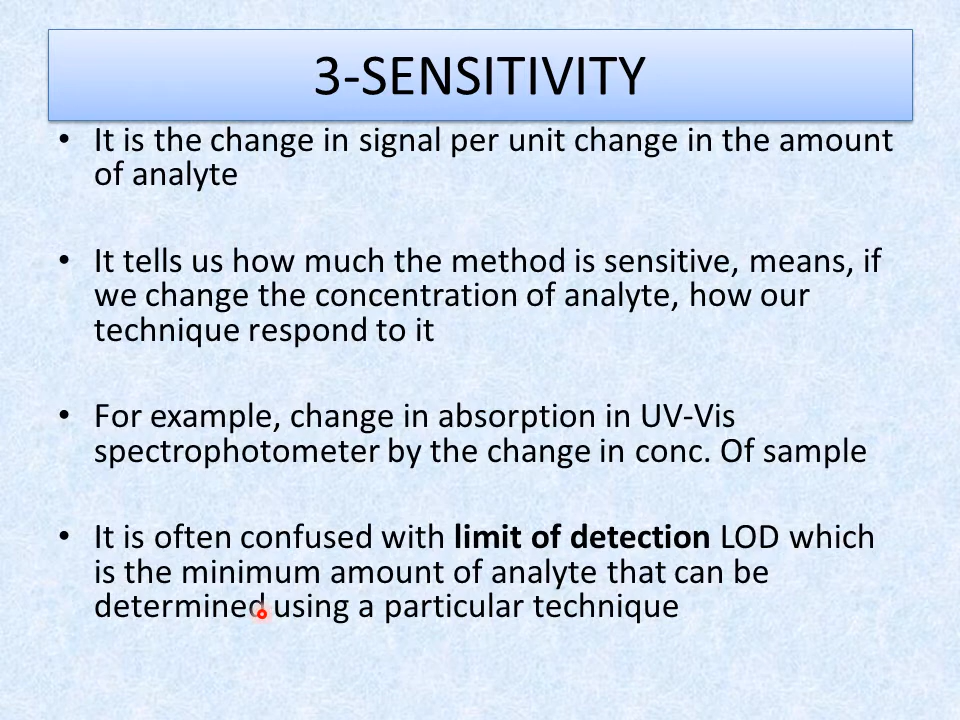 3-SENSITIVITY
• It is the change in signal per unit change in the amount
of analyte
• It tells us how much the method is sensitive, means, if
we change the concentration of analyte, how our
technique respond to it
• For example, change in absorption in UV-Vis
spectrophotometer by the change in conc. Of sample
• It is often confused with limit of detection LOD which
is the minimum amount of analyte that can be
determined using a particular technique